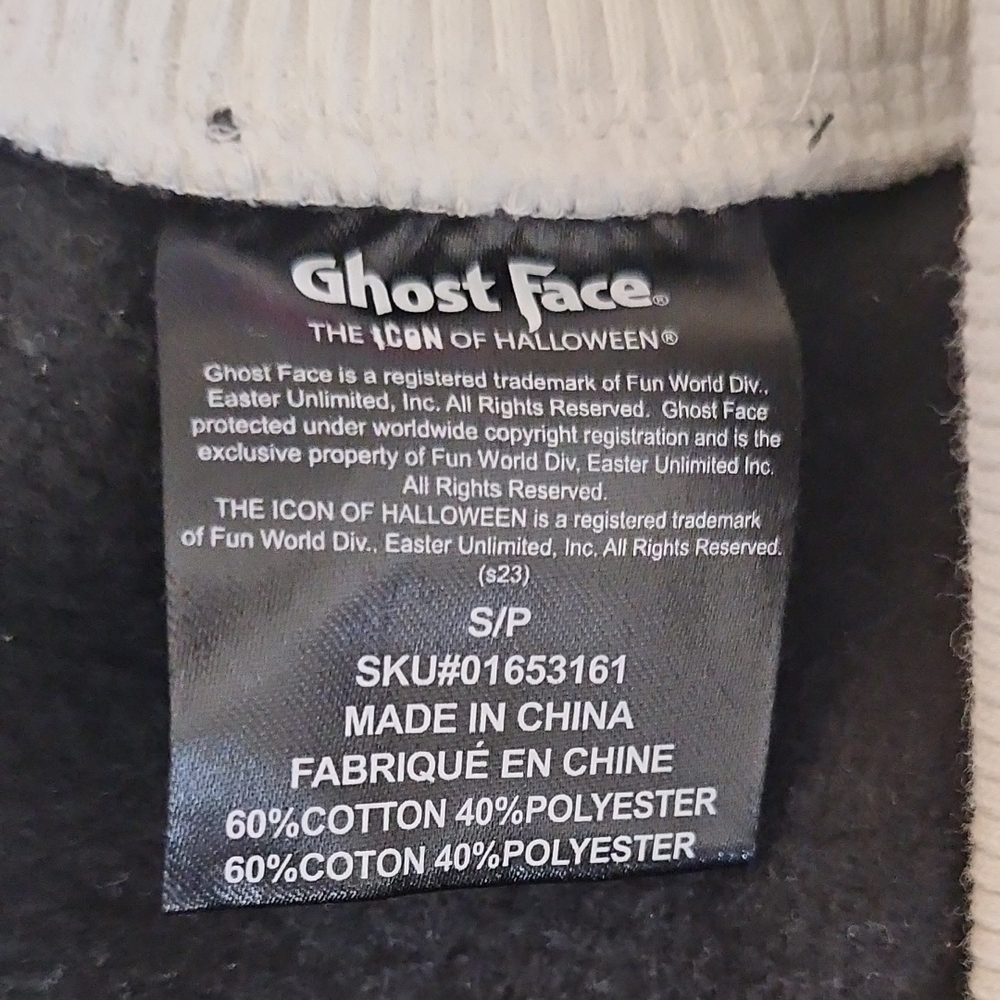 Ghost Face®
THE ICON OF HALLOWEEN®
Ghost Face is a registered trademark of Fun World Div.,
Easter Unlimited, Inc. All Rights Reserved. Ghost Face
protected under worldwide copyright registration and is the
exclusive property of Fun World Div, Easter Unlimited Inc.
All Rights Reserved.
THE ICON OF HALLOWEEN is a registered trademark
of Fun World Div., Easter Unlimited, Inc. All Rights Reserved.
(s23)
S/P
SKU#01653161
MADE IN CHINA
FABRIQUÉ EN CHINE
60%COTTON 40%POLYESTER
60%COTON 40%POLYESTER